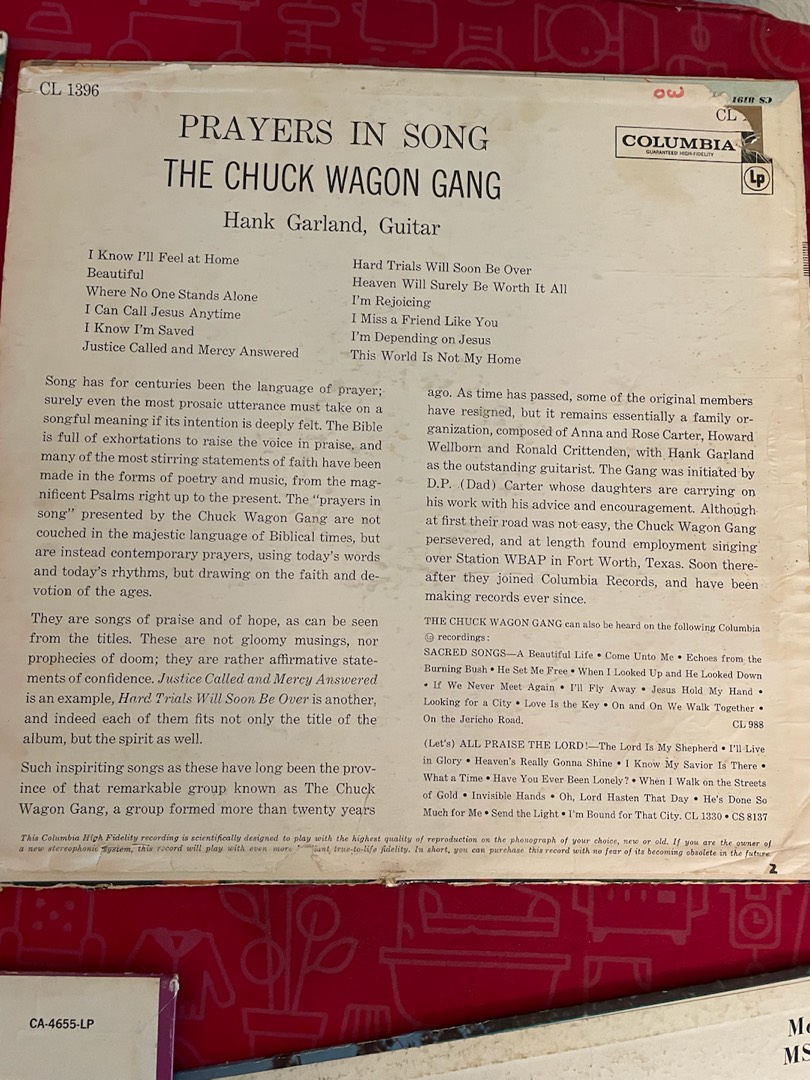 CL 1396
CS 8191
CL
PRAYERS IN SONG
COLUMBIA
GUARANTEED HIGH-FIDELITY
Lp
THE CHUCK WAGON GANG
Hank Garland, Guitar
I Know I'll Feel at Home
Beautiful
Where No One Stands Alone
I Can Call Jesus Anytime
I Know I'm Saved
Justice Called and Mercy Answered
Hard Trials Will Soon Be Over
Heaven Will Surely Be Worth It All
I'm Rejoicing
I Miss a Friend Like You
I'm Depending on Jesus
This World Is Not My Home
Song has for centuries been the language of prayer;
surely even the most prosaic utterance must take on a
songful meaning if its intention is deeply felt. The Bible
is full of exhortations to raise the voice in praise, and
many of the most stirring statements of faith have been
made in the forms of poetry and music, from the mag-
nificent Psalms right up to the present. The "prayers in
song" presented by the Chuck Wagon Gang are not
couched in the majestic language of Biblical times, but
are instead contemporary prayers, using today's words
and today's rhythms, but drawing on the faith and de-
votion of the ages.
They are songs of praise and of hope, as can be seen
from the titles. These are not gloomy musings, nor
prophecies of doom; they are rather affirmative state-
ments of confidence. Justice Called and Mercy Answered
is an example, Hard Trials Will Soon Be Over is another,
and indeed each of them fits not only the title of the
album, but the spirit as well.
Such inspiriting songs as these have long been the prov-
ince of that remarkable group known as The Chuck
Wagon Gang, a group formed more than twenty years
ago. As time has passed, some of the original members
have resigned, but it remains essentially a family or-
ganization, composed of Anna and Rose Carter, Howard
Wellborn and Ronald Crittenden, with Hank Garland
as the outstanding guitarist. The Gang was initiated by
D.P. (Dad) Carter whose daughters are carrying on
his work with his advice and encouragement. Although
at first their road was not easy, the Chuck Wagon Gang
persevered, and at length found employment singing
over Station WBAP in Fort Worth, Texas. Soon there-
after they joined Columbia Records, and have been
making records ever since.
THE CHUCK WAGON GANG can also be heard on the following Columbia
Lp recordings:
SACRED SONGS—A Beautiful Life • Come Unto Me • Echoes from the
Burning Bush • He Set Me Free • When I Looked Up and He Looked Down
• If We Never Meet Again • I'll Fly Away • Jesus Hold My Hand •
Looking for a City • Love Is the Key • On and On We Walk Together •
On the Jericho Road. CL 988
(Let's) ALL PRAISE THE LORD!—The Lord Is My Shepherd • I'll Live
in Glory • Heaven's Really Gonna Shine • I Know My Savior Is There •
What a Time • Have You Ever Been Lonely? • When I Walk on the Streets
of Gold • Invisible Hands • Oh, Lord Hasten That Day • He's Done So
Much for Me • Send the Light • I'm Bound for That City. CL 1330 • CS 8137
This Columbia High Fidelity recording is scientifically designed to play with the highest quality of reproduction on the phonograph of your choice, new or old. If you are the owner of
a new stereophonic system, this record will play with even more true-to-life fidelity. In short, you can purchase this record with no fear of its becoming obsolete in the future.
2
CA-4655-LP
MS